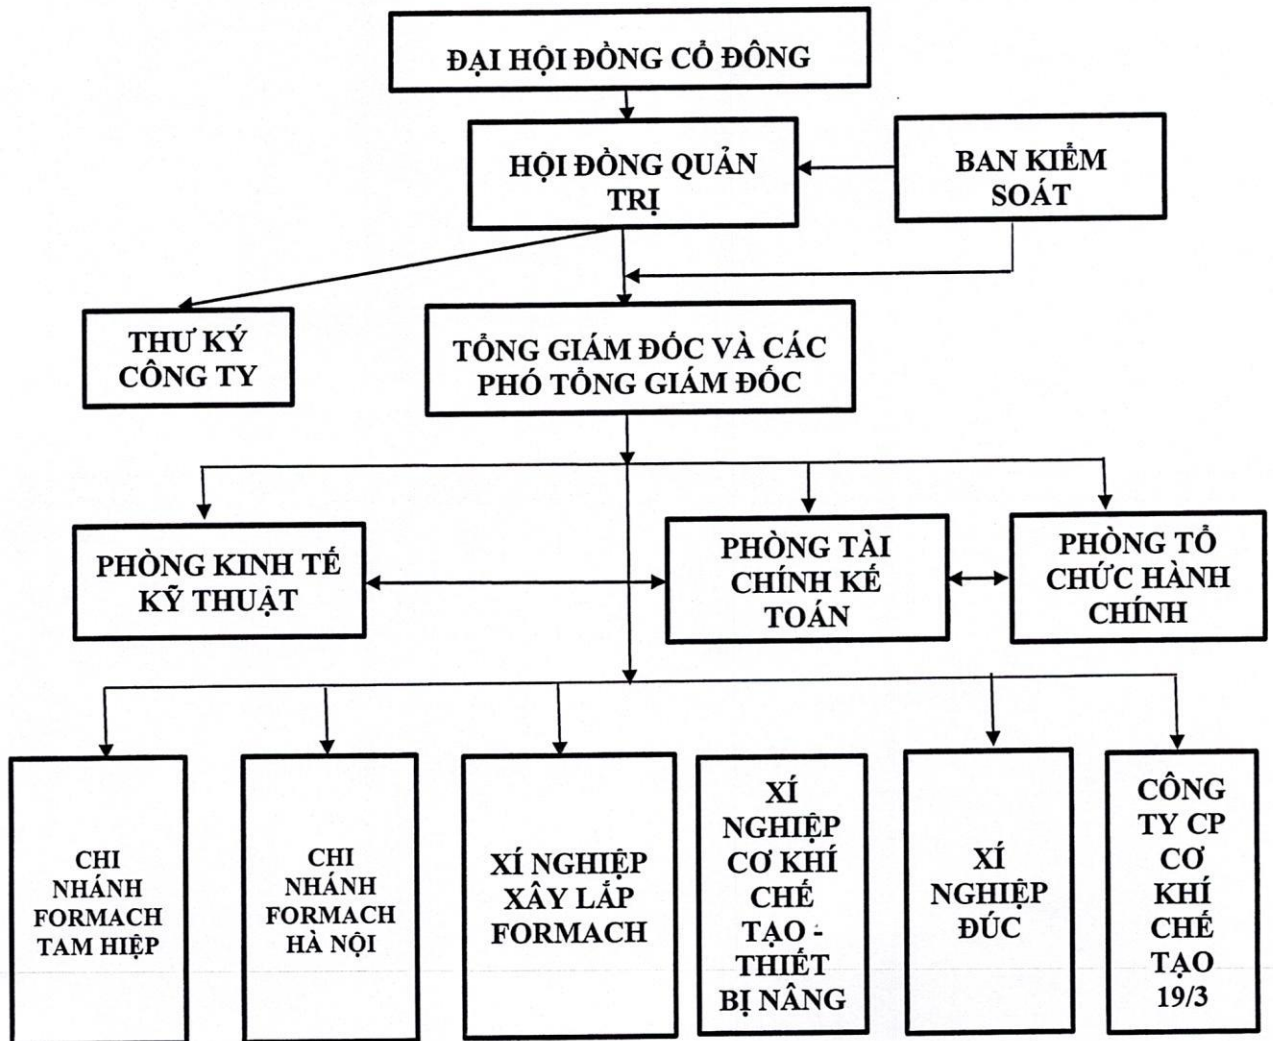 ĐẠI HỘI ĐỒNG CỔ ĐÔNG
HỘI ĐỒNG QUẢN
TRỊ
BAN KIỂM
SOÁT
THƯ KÝ
CÔNG TY
TỔNG GIÁM ĐỐC VÀ CÁC
PHÓ TỔNG GIÁM ĐỐC
PHÒNG KINH TẾ
KỸ THUẬT
PHÒNG TÀI
CHÍNH KẾ
TOÁN
PHÒNG TỔ
CHỨC HÀNH
CHÍNH
CHI
NHÁNH
FORMACH
TAM HIỆP
CHI
NHÁNH
FORMACH
HÀ NỘI
XÍ NGHIỆP
XÂY LẮP
FORMACH
XÍ
NGHIỆP
CƠ KHÍ
CHẾ
TẠO -
THIẾT
BỊ NÂNG
XÍ
NGHIỆP
ĐÚC
CÔNG
TY CP
CƠ
KHÍ
CHẾ
TẠO
19/3